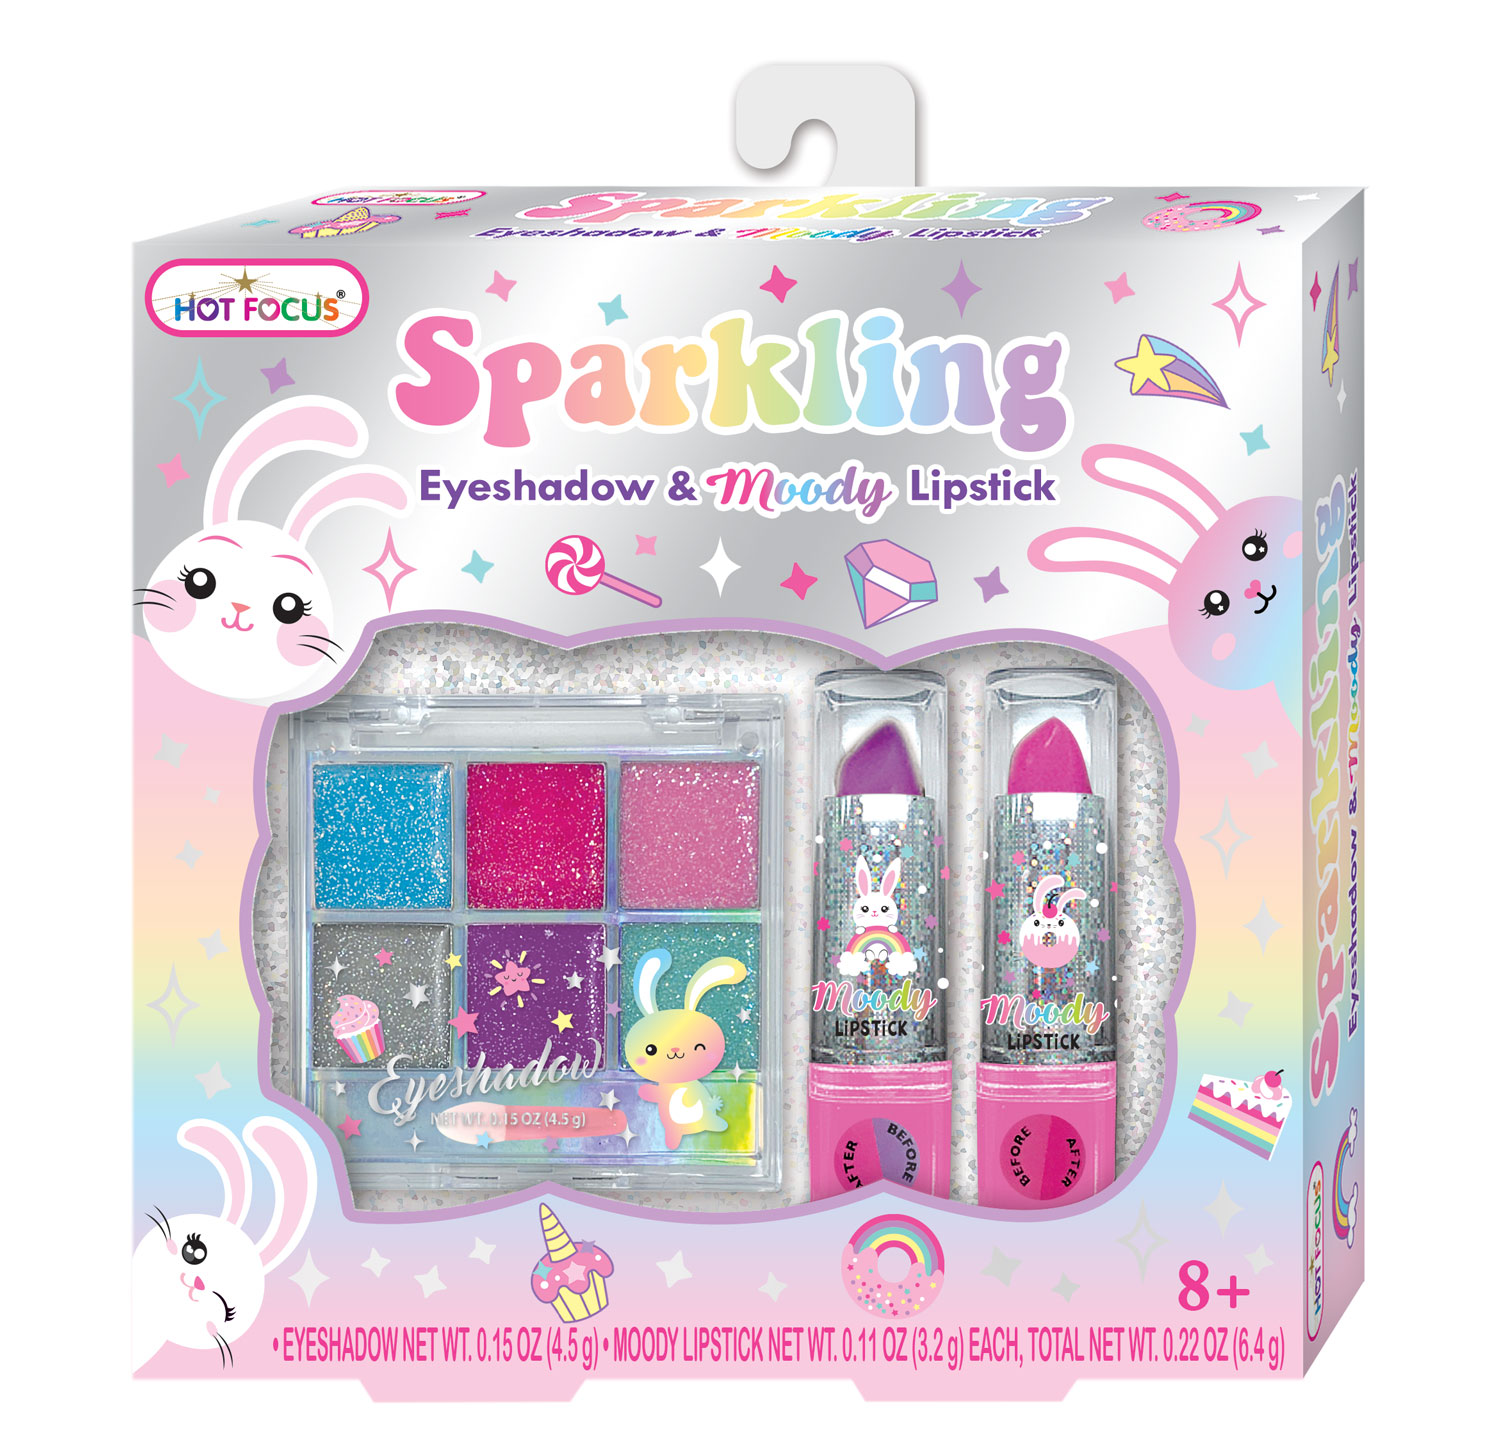 HOT FOCUS®
Sparkling
Eyeshadow & Moody Lipstick
HOT FOCUS®
Sparkling
Eyeshadow & Moody Lipstick
Eyeshadow
NET WT. 0.15 OZ (4.5 g)
Moody
LiPSTiCK
AFTER
BEFORE
Moody
LiPSTiCK
BEFORE
AFTER
8+
• EYESHADOW NET WT. 0.15 OZ (4.5 g) • MOODY LIPSTICK NET WT. 0.11 OZ (3.2 g) EACH, TOTAL NET WT. 0.22 OZ (6.4 g)
Sparkling
Eyeshadow & Moody Lipstick
HOT FOCUS